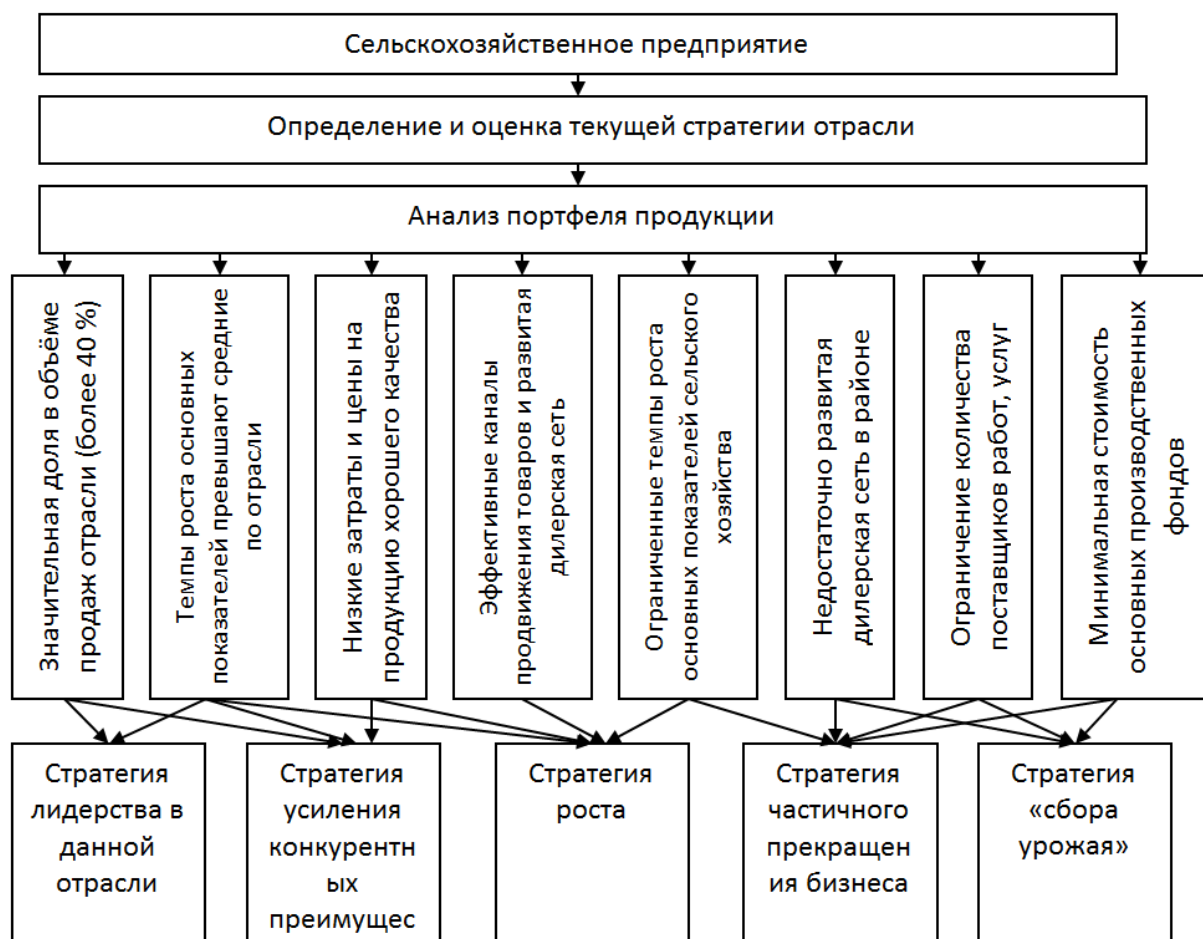 Сельскохозяйственное предприятие
Определение и оценка текущей стратегии отрасли
Анализ портфеля продукции
Значительная доля в объёме
продаж отрасли (более 40 %)
Темпы роста основных
показателей превышают средние
по отрасли
Низкие затраты и цены на
продукцию хорошего качества
Эффективные каналы
продвижения товаров и развитая
дилерская сеть
Ограниченные темпы роста
основных показателей сельского
хозяйства
Недостаточно развитая
дилерская сеть в районе
Ограничение количества
поставщиков работ, услуг
Минимальная стоимость
основных производственных
фондов
Стратегия
лидерства в
данной
отрасли
Стратегия
усиления
конкурентн
ых
преимущес
Стратегия
роста
Стратегия
частичного
прекращен
ия бизнеса
Стратегия
«сбора
урожая»